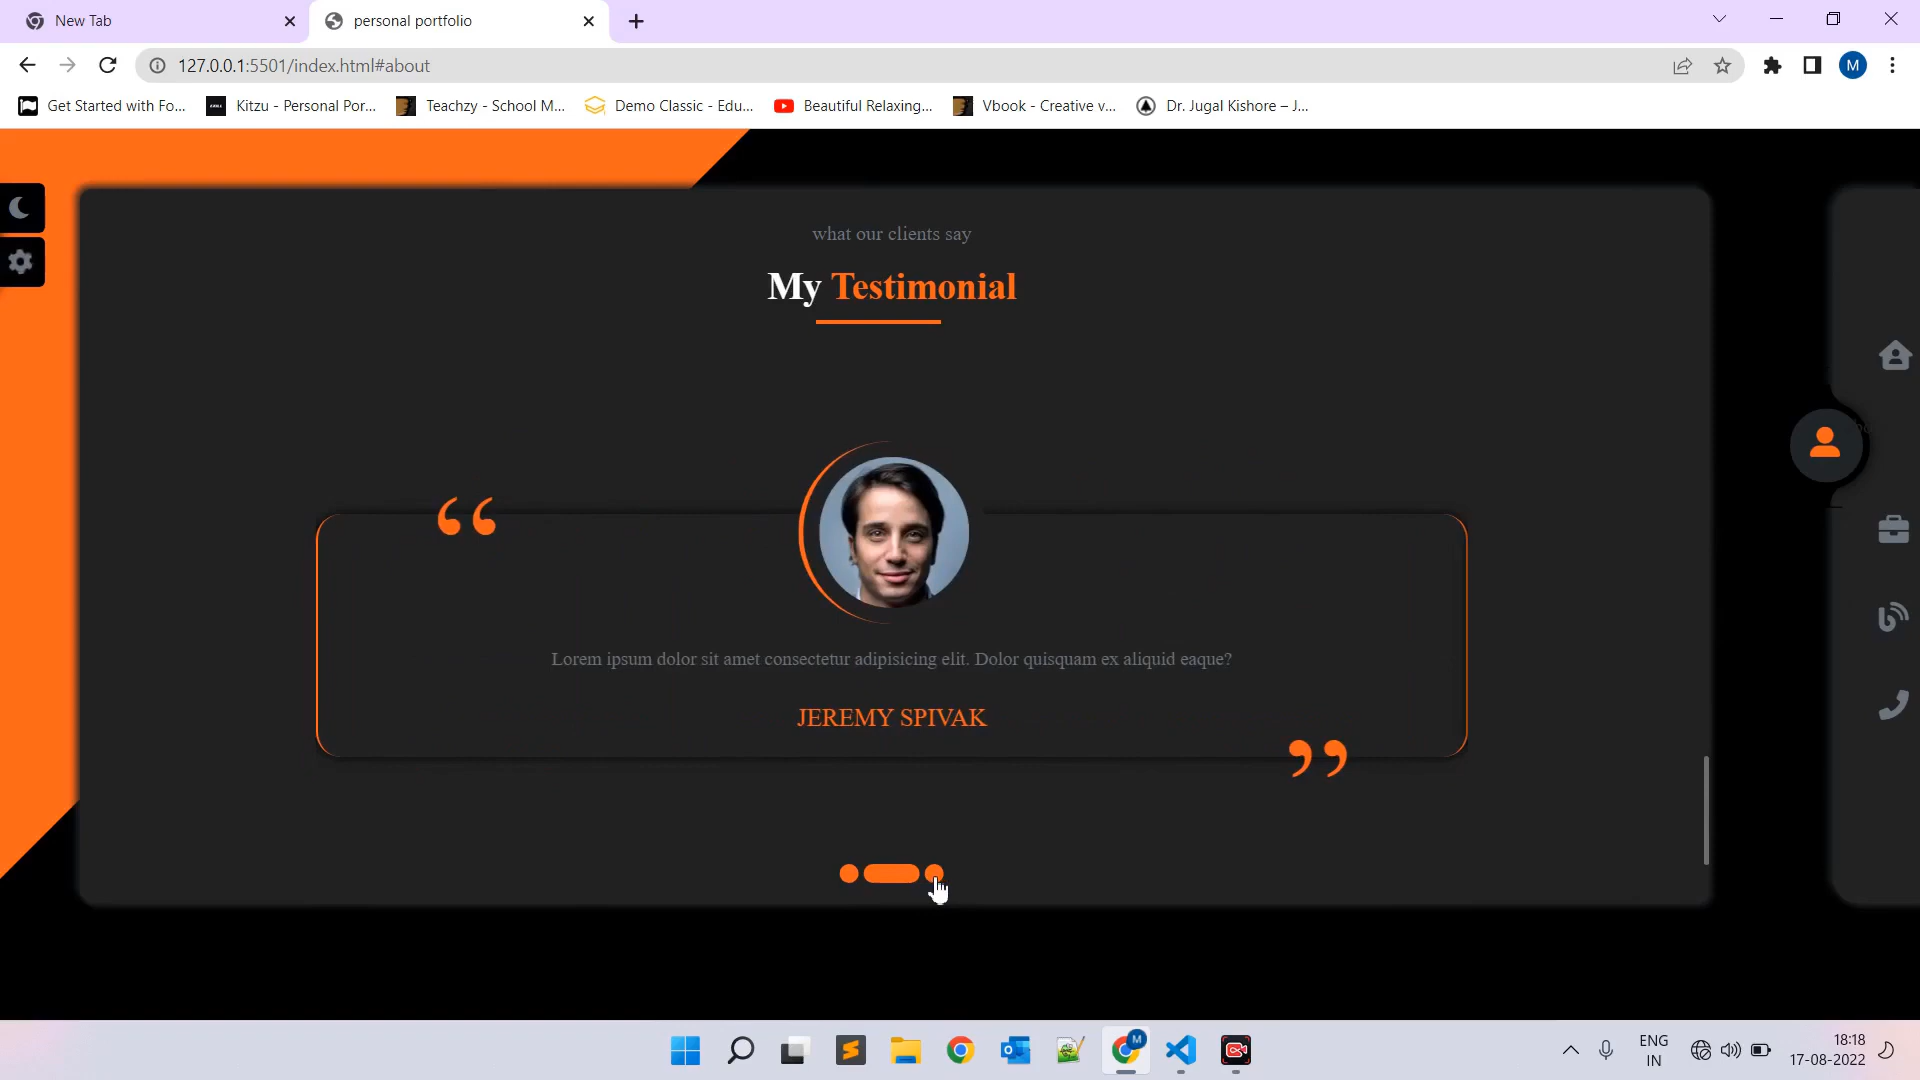 New Tab
personal portfolio
127.0.0.1:5501/index.html#about
M
Get Started with Fo...
Kitzu - Personal Por...
Teachzy - School M...
Demo Classic - Edu...
Beautiful Relaxing...
Vbook - Creative v...
Dr. Jugal Kishore – J...
what our clients say
My Testimonial
“
Lorem ipsum dolor sit amet consectetur adipisicing elit. Dolor quisquam ex aliquid eaque?
JEREMY SPIVAK
”
M
ENG
IN
18:18
17-08-2022